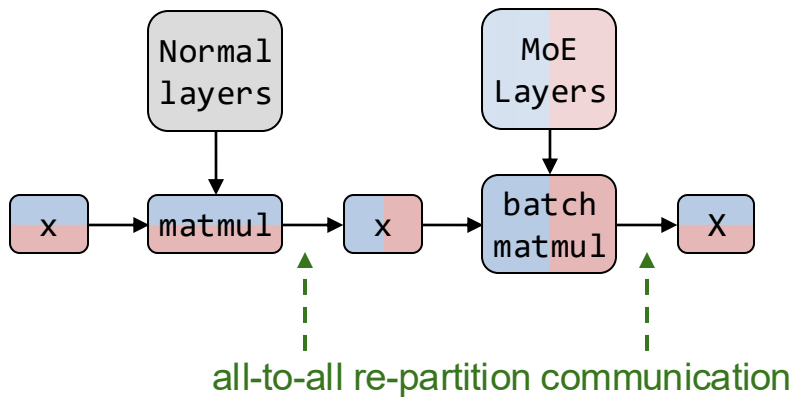 Normal
layers
MoE
Layers
x
matmul
x
batch
matmul
X
all-to-all re-partition communication